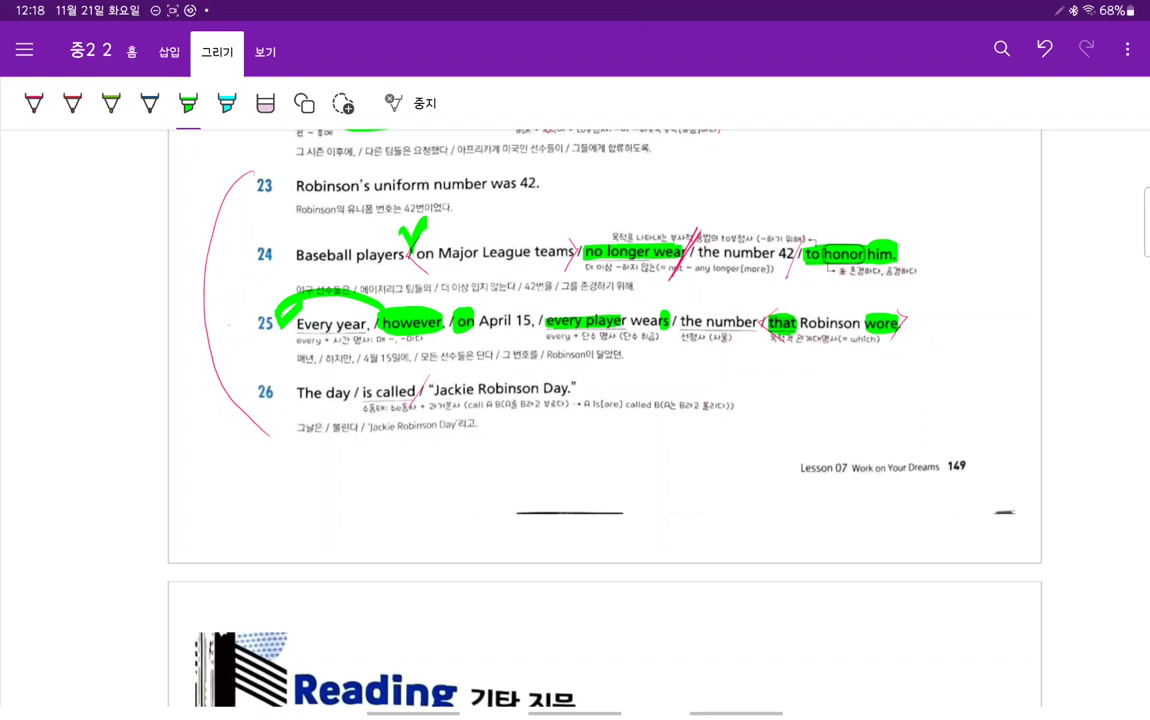 12:18 11월 21일 화요일 68%
중2 2 홈 삽입 그리기 보기
중지
전 ~ 후에
그 시즌 이후에, / 다른 팀들은 요청했다 / 아프리카계 미국인 선수들이 / 그들에게 합류하도록.
23 Robinson's uniform number was 42.
Robinson의 유니폼 번호는 42번이었다.
목적을 나타내는 부사적 용법의 to부정사 (~하기 위해)
24 Baseball players / on Major League teams / no longer wear / the number 42 / to honor him.
더 이상 ~하지 않는(= not ~ any longer[more]) 동 존경하다, 공경하다
야구 선수들은 / 메이저리그 팀들의 / 더 이상 입지 않는다 / 42번을 / 그를 존경하기 위해.
25 Every year, / however, / on April 15, / every player wears / the number / that Robinson wore.
every + 시간 명사: 매 ~, ~마다 every + 단수 명사 (단수 취급) 선행사 (사물) 목적격 관계대명사(= which)
매년, / 하지만, / 4월 15일에, / 모든 선수들은 단다 / 그 번호를 / Robinson이 달았던.
26 The day / is called / “Jackie Robinson Day.”
수동태: be동사 + 과거분사 (call A B(A를 B라고 부르다) → A is[are] called B(A는 B라고 불리다))
그날은 / 불린다 / ‘Jackie Robinson Day’라고.
Lesson 07 Work on Your Dreams 149
Reading 기타 지문